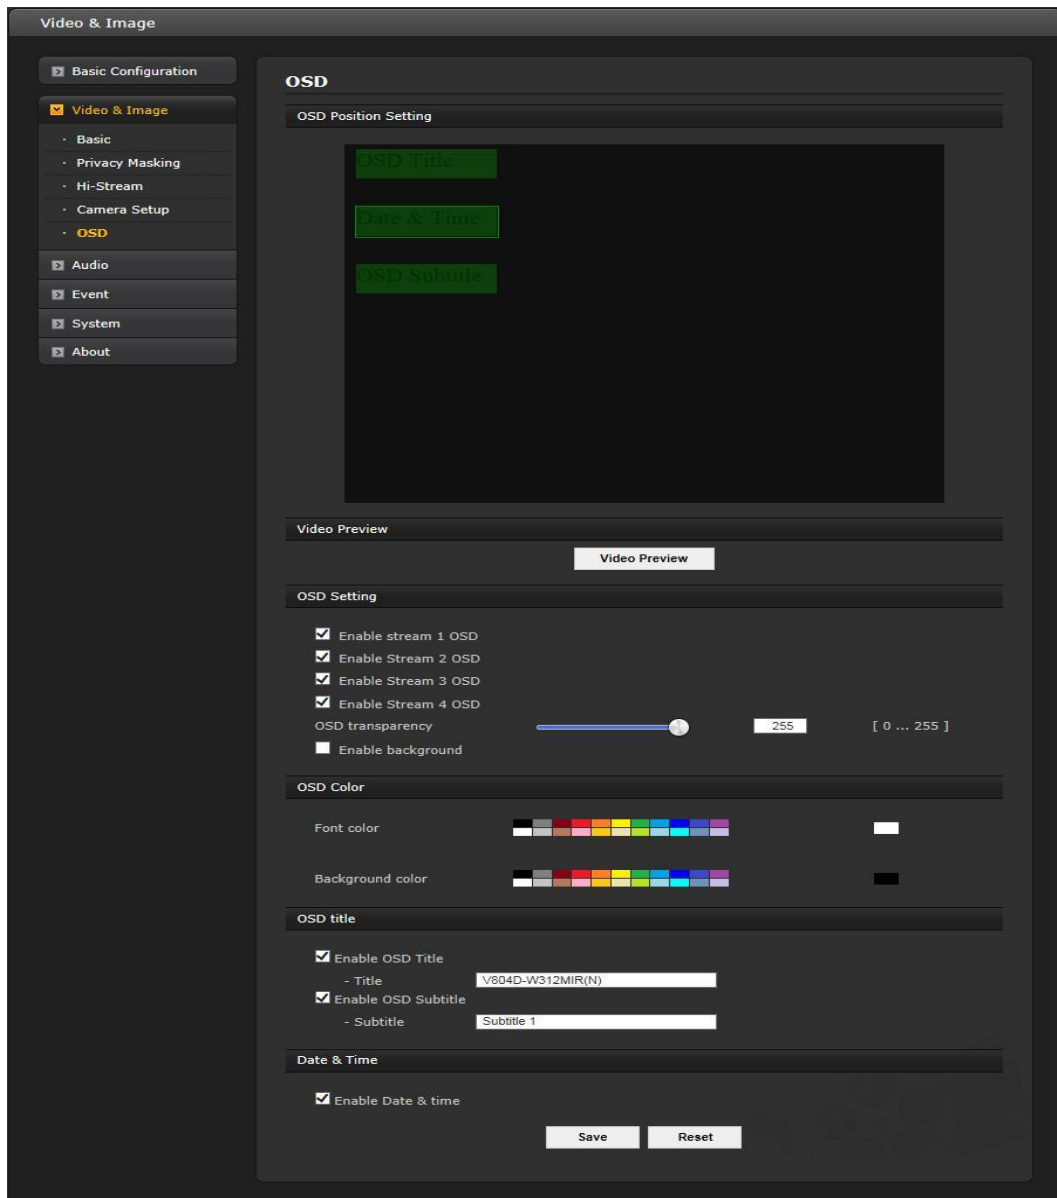 Video & Image
Basic Configuration
Video & Image
· Basic
· Privacy Masking
· Hi-Stream
· Camera Setup
· OSD
Audio
Event
System
About
OSD
OSD Position Setting
OSD Title
Date & Time
OSD Subtitle
Video Preview
Video Preview
OSD Setting
Enable stream 1 OSD
Enable Stream 2 OSD
Enable Stream 3 OSD
Enable Stream 4 OSD
OSD transparency 255 [ 0 ... 255 ]
Enable background
OSD Color
Font color
Background color
OSD title
Enable OSD Title
- Title V804D-W312MIR(N)
Enable OSD Subtitle
- Subtitle Subtitle 1
Date & Time
Enable Date & time
Save Reset